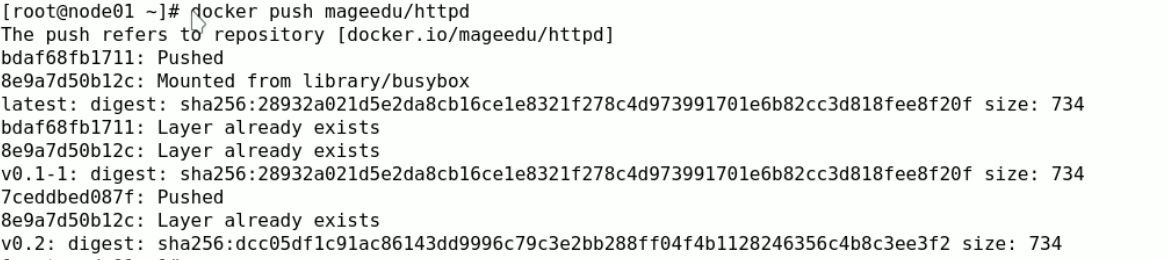 [root@node01 ~]# docker push mageedu/httpd
The push refers to repository [docker.io/mageedu/httpd]
bdaf68fb1711: Pushed
8e9a7d50b12c: Mounted from library/busybox
latest: digest: sha256:28932a021d5e2da8cb16ce1e8321f278c4d973991701e6b82cc3d818fee8f20f size: 734
bdaf68fb1711: Layer already exists
8e9a7d50b12c: Layer already exists
v0.1-1: digest: sha256:28932a021d5e2da8cb16ce1e8321f278c4d973991701e6b82cc3d818fee8f20f size: 734
7ceddbed087f: Pushed
8e9a7d50b12c: Layer already exists
v0.2: digest: sha256:dcc05df1c91ac86143dd9996c79c3e2bb288ff04f4b1128246356c4b8c3ee3f2 size: 734